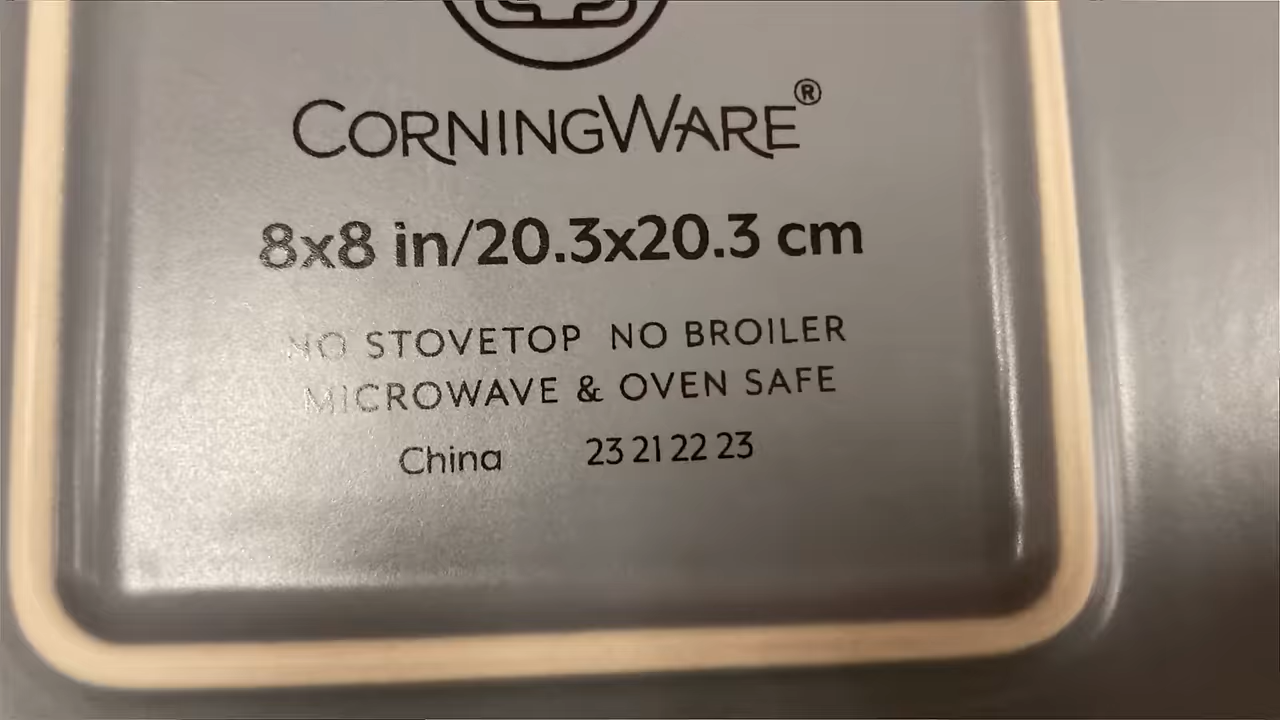 CORNINGWARE®
8x8 in/20.3x20.3 cm
NO STOVETOP NO BROILER
MICROWAVE & OVEN SAFE
China 23 21 22 23